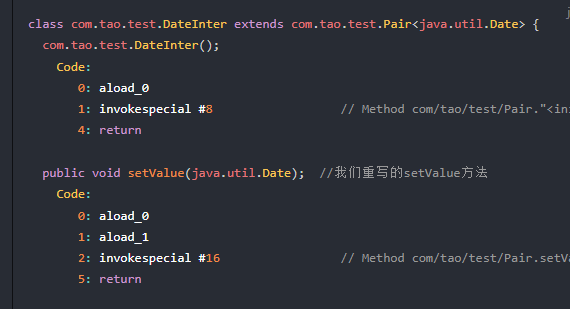 class com.tao.test.DateInter extends com.tao.test.Pair<java.util.Date> {
com.tao.test.DateInter();
Code:
0: aload_0
1: invokespecial #8 // Method com/tao/test/Pair."<ini
4: return
public void setValue(java.util.Date); //我们重写的setValue方法
Code:
0: aload_0
1: aload_1
2: invokespecial #16 // Method com/tao/test/Pair.setVa
5: return